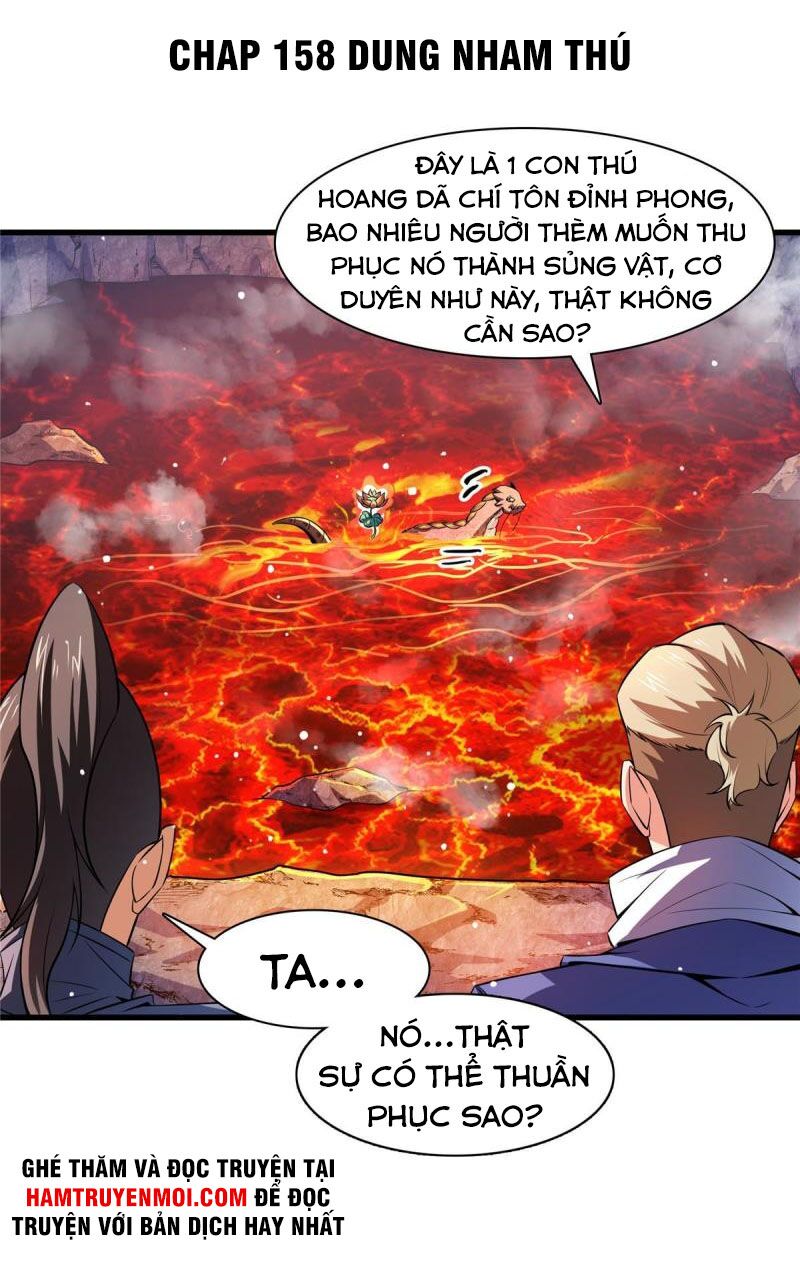 CHAP 158 DUNG NHAM THÚ
ĐÂY LÀ 1 CON THÚ
HOANG DÃ CHÍ TÔN ĐỈNH PHONG,
BAO NHIÊU NGƯỜI THÈM MUỐN THU
PHỤC NÓ THÀNH SỦNG VẬT, CƠ
DUYÊN NHƯ NÀY, THẬT KHÔNG
CẦN SAO?
TA...
NÓ...THẬT
SỰ CÓ THỂ THUẦN
PHỤC SAO?
GHÉ THĂM VÀ ĐỌC TRUYỆN TẠI
HAMTRUYENMOI.COM ĐỂ ĐỌC
TRUYỆN VỚI BẢN DỊCH HAY NHẤT